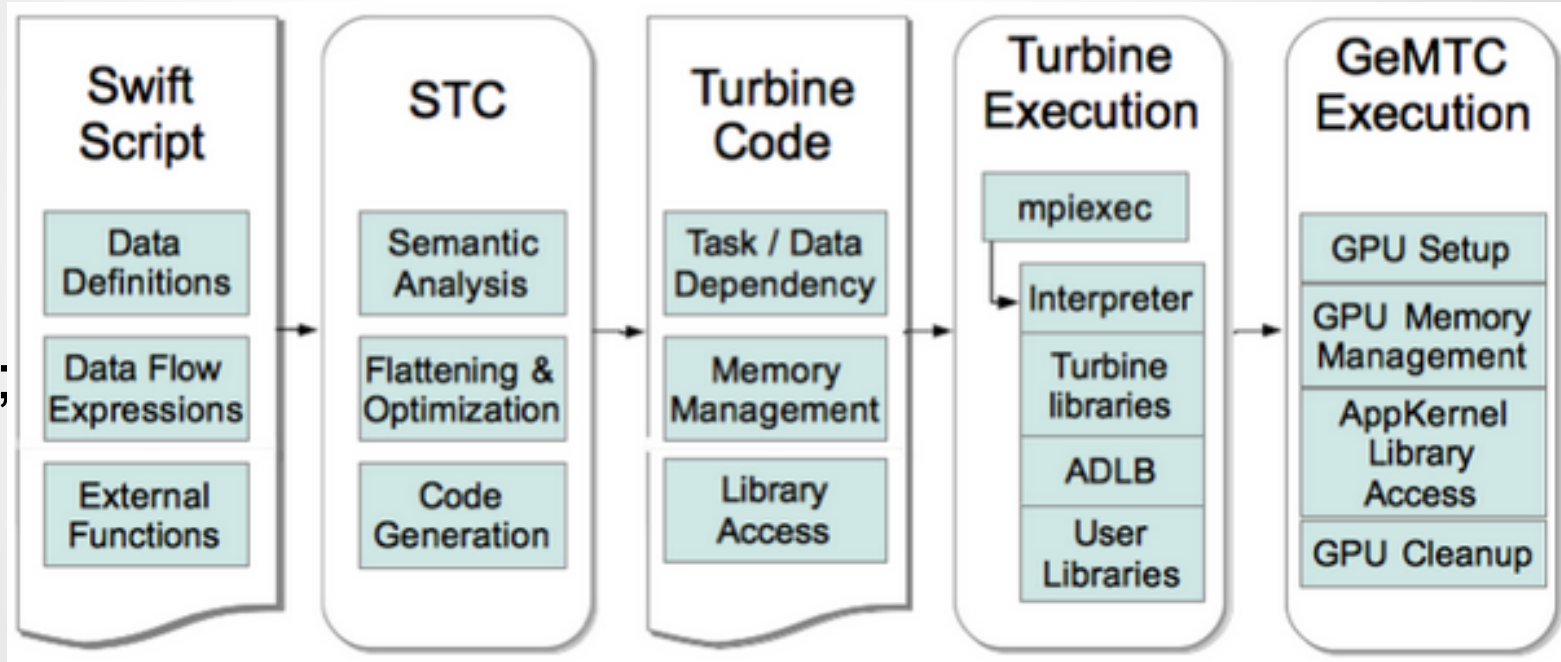 Swift
Script
Data
Definitions
Data Flow
Expressions
External
Functions
;
STC
Semantic
Analysis
Flattening &
Optimization
Code
Generation
Turbine
Code
Task / Data
Dependency
Memory
Management
Library
Access
Turbine
Execution
mpiexec
Interpreter
Turbine
libraries
ADLB
User
Libraries
GeMTC
Execution
GPU Setup
GPU Memory
Management
AppKernel
Library
Access
GPU Cleanup